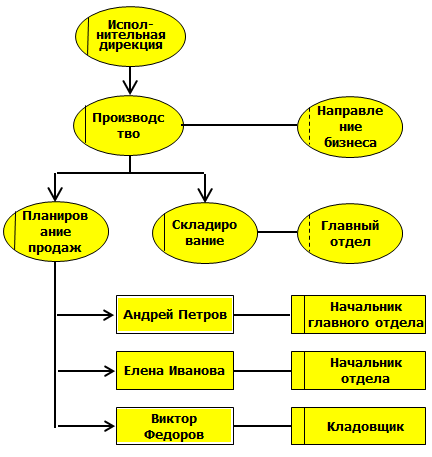 Испол-
нительная
дирекция
Производс
тво
Направле
ние
бизнеса
Планиров
ание
продаж
Складиро
вание
Главный
отдел
Андрей Петров
Начальник
главного отдела
Елена Иванова
Начальник
отдела
Виктор
Федоров
Кладовщик